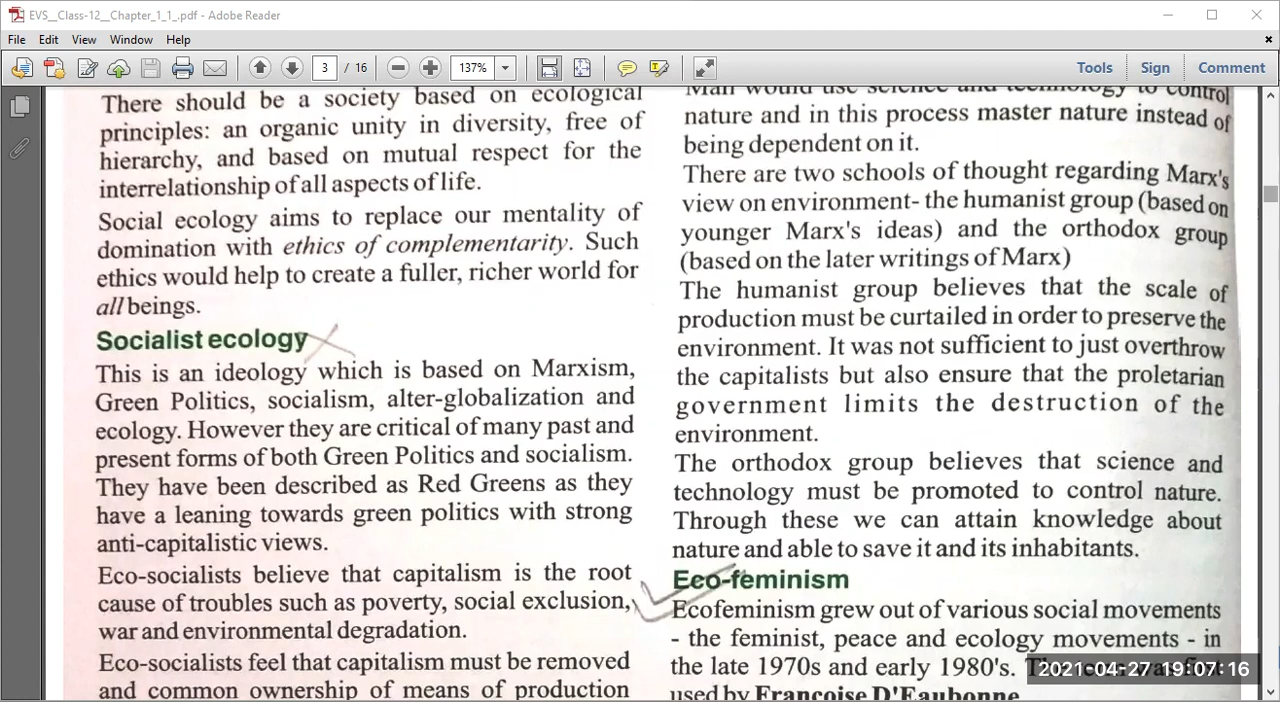 EVS__Class-12__Chapter_1_1_.pdf - Adobe Reader
File Edit View Window Help
3 / 16
137%
Tools Sign Comment
There should be a society based on ecological
principles: an organic unity in diversity, free of
hierarchy, and based on mutual respect for the
interrelationship of all aspects of life.
Social ecology aims to replace our mentality of
domination with ethics of complementarity. Such
ethics would help to create a fuller, richer world for
all beings.
Socialist ecology
This is an ideology which is based on Marxism,
Green Politics, socialism, alter-globalization and
ecology. However they are critical of many past and
present forms of both Green Politics and socialism.
They have been described as Red Greens as they
have a leaning towards green politics with strong
anti-capitalistic views.
Eco-socialists believe that capitalism is the root
cause of troubles such as poverty, social exclusion,
war and environmental degradation.
Eco-socialists feel that capitalism must be removed
and common ownership of means of production
Man would use science and technology to control
nature and in this process master nature instead of
being dependent on it.
There are two schools of thought regarding Marx's
view on environment- the humanist group (based on
younger Marx's ideas) and the orthodox group
(based on the later writings of Marx)
The humanist group believes that the scale of
production must be curtailed in order to preserve the
environment. It was not sufficient to just overthrow
the capitalists but also ensure that the proletarian
government limits the destruction of the
environment.
The orthodox group believes that science and
technology must be promoted to control nature.
Through these we can attain knowledge about
nature and able to save it and its inhabitants.
Eco-feminism
Ecofeminism grew out of various social movements
- the feminist, peace and ecology movements - in
the late 1970s and early 1980's.
used by Francoise D'Eaubonne
2021-04-27 19:07:16